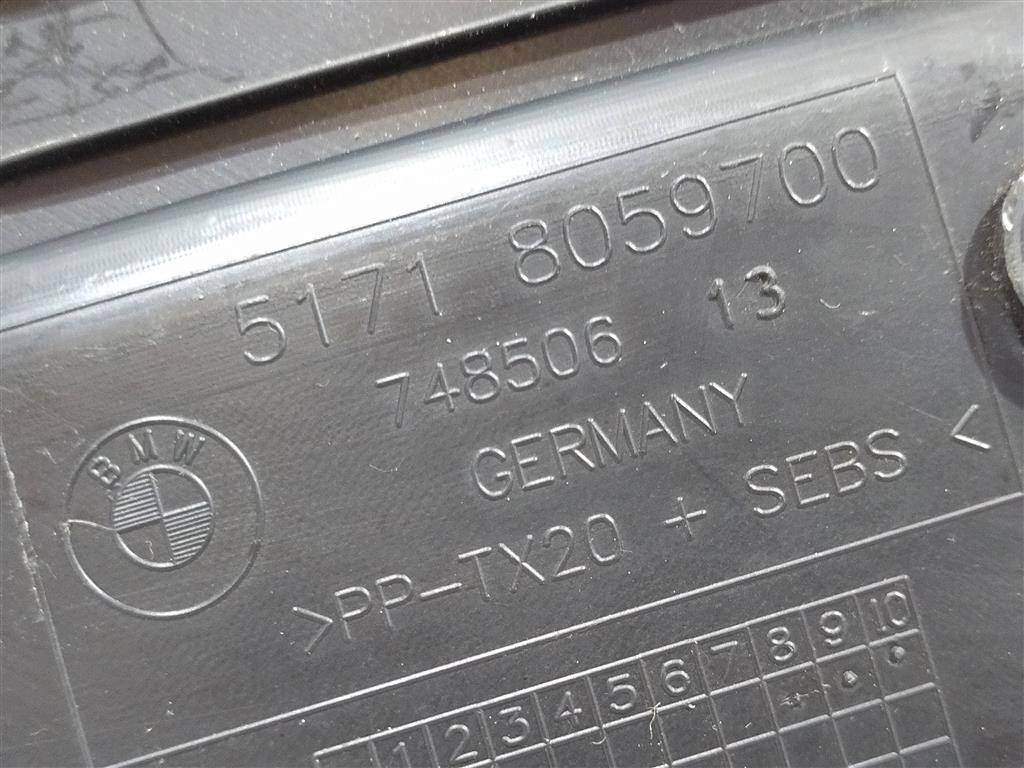 5171 8059700
748506 13
GERMANY
BMW
>PP-TX20 + SEBS<
1 2 3 4 5 6 7 8 9 10